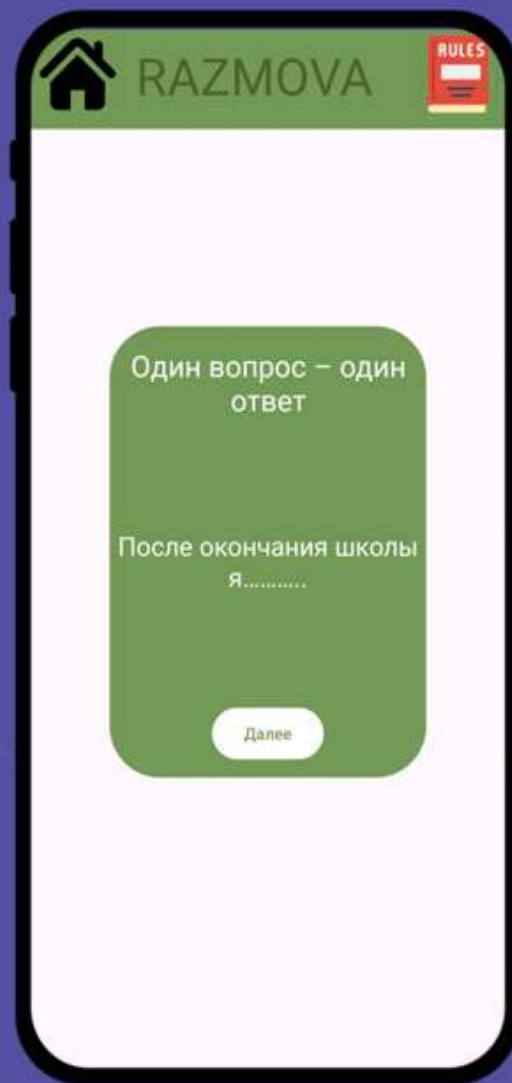 RAZMOVA
RULES
Один вопрос – один
ответ
После окончания школы
я...........
Далее